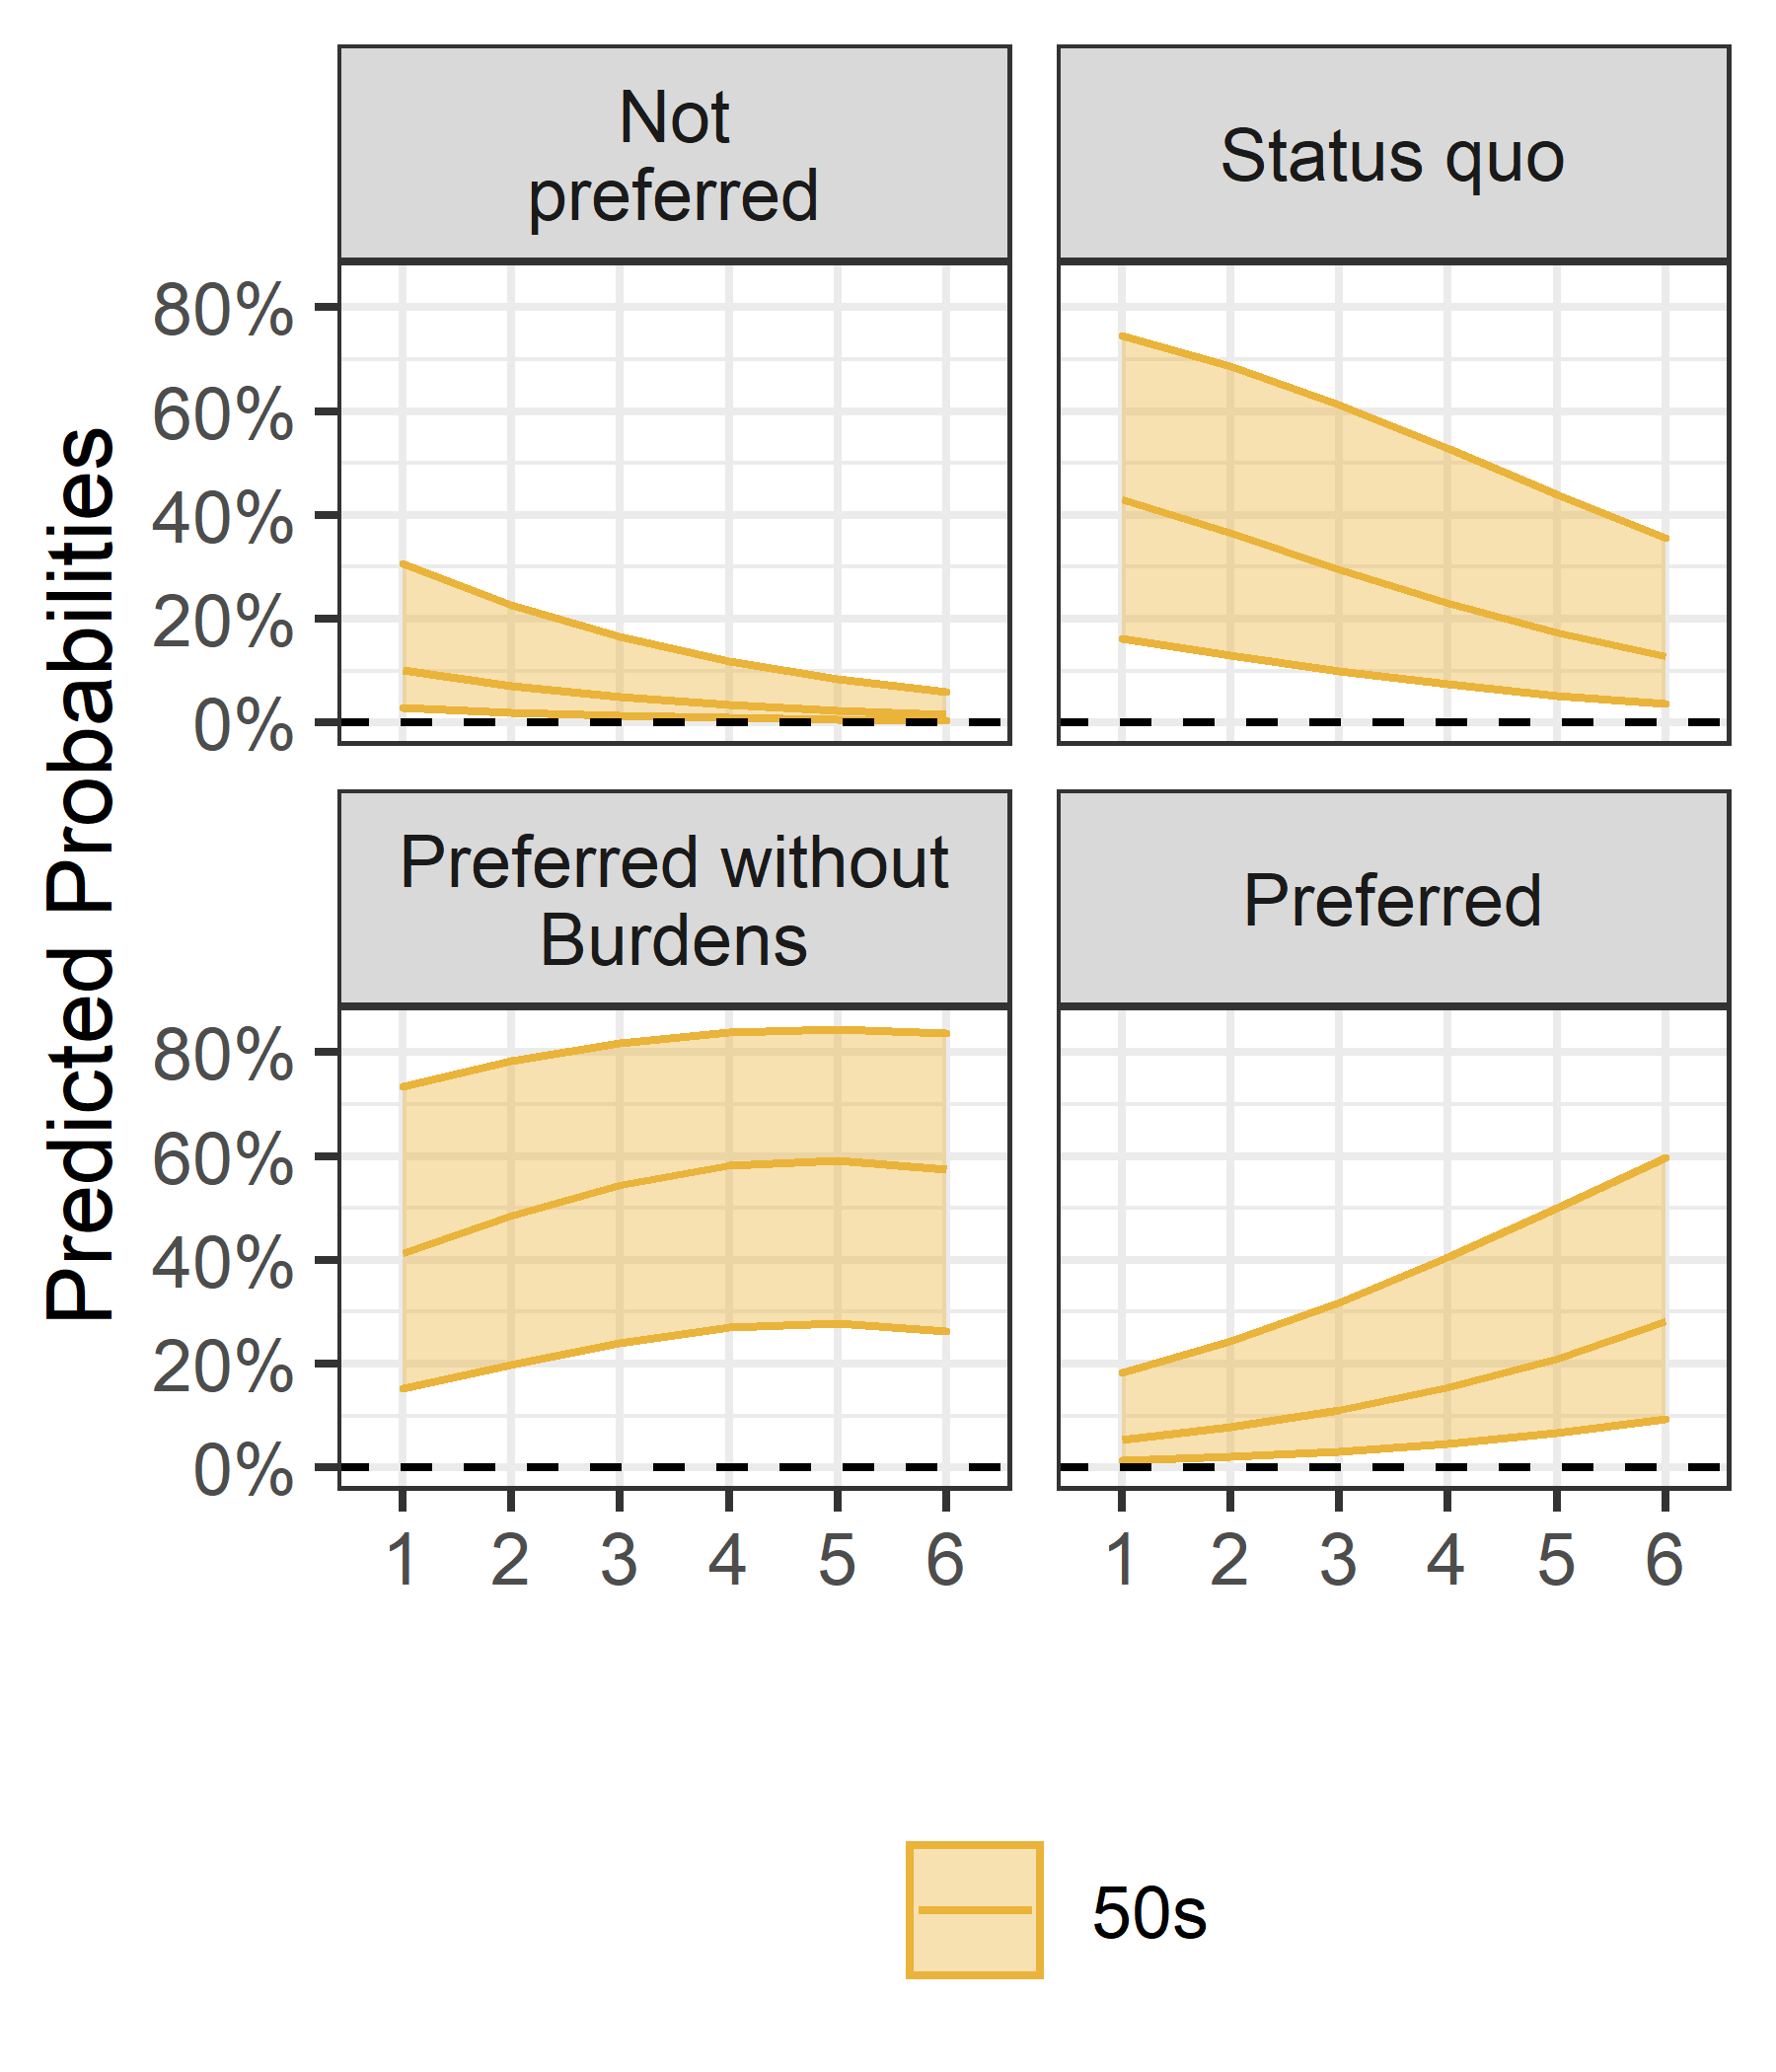 Predicted Probabilities
Not
preferred
Status quo
80%
60%
40%
20%
0%
Preferred without
Burdens
Preferred
80%
60%
40%
20%
0%
1 2 3 4 5 6
1 2 3 4 5 6
50s